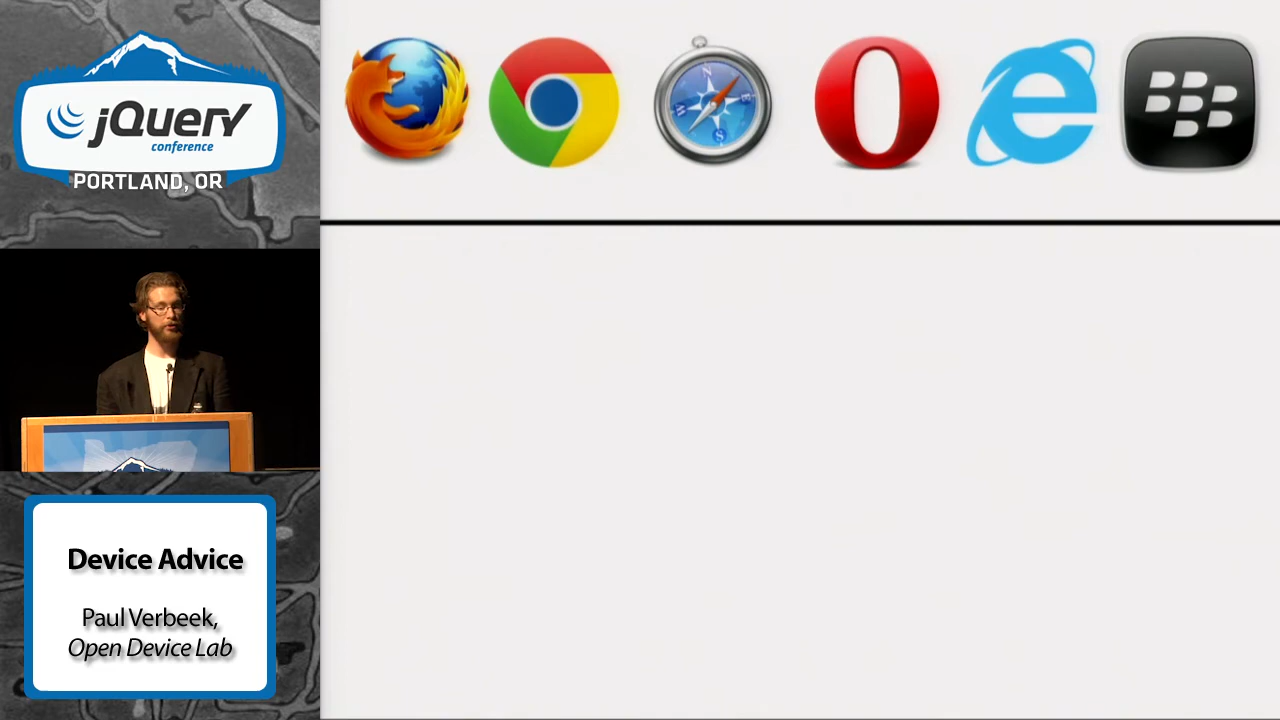 jQuery
conference
PORTLAND, OR
N
W
E
S
Device Advice
Paul Verbeek,
Open Device Lab